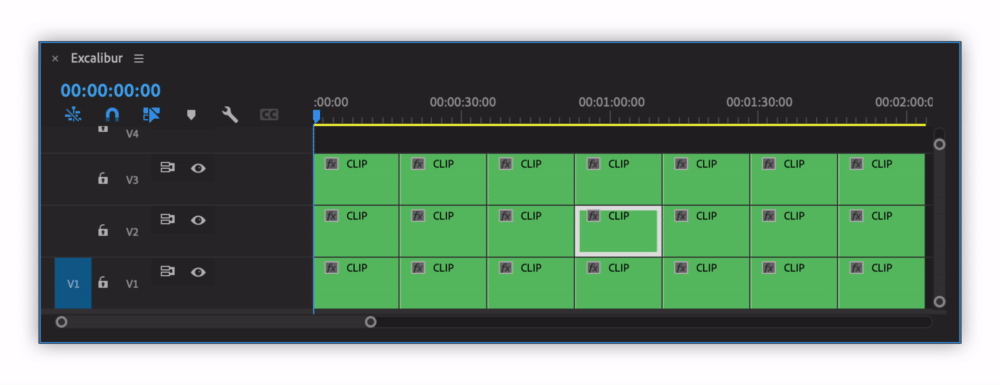 × Excalibur ☰
00:00:00:00
CC
:00:00 00:00:30:00 00:01:00:00 00:01:30:00 00:02:00:0
V4
V3
fx CLIP fx CLIP fx CLIP fx CLIP fx CLIP fx CLIP fx CLIP
V2
fx CLIP fx CLIP fx CLIP fx CLIP fx CLIP fx CLIP fx CLIP
V1 V1
fx CLIP fx CLIP fx CLIP fx CLIP fx CLIP fx CLIP fx CLIP